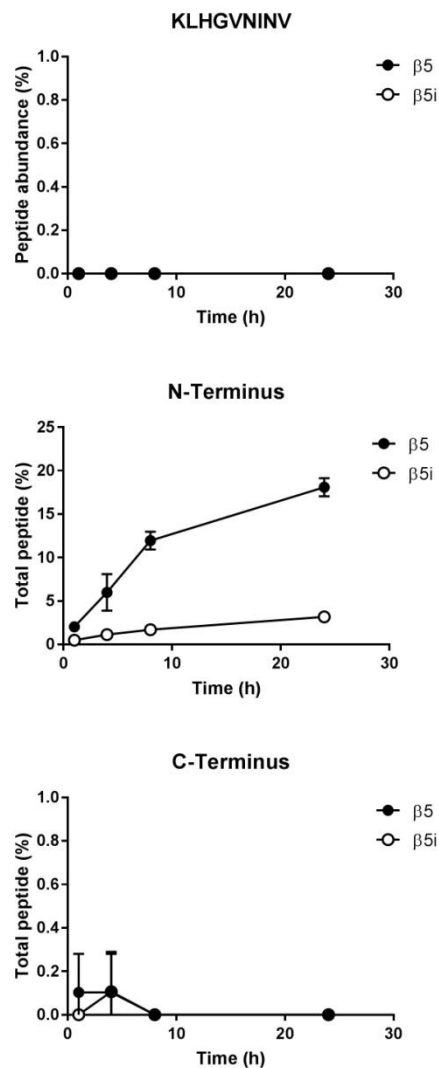 KLHGVNINV
Peptide abundance (%)
1.0
0.8
0.6
0.4
0.2
0.0
0
10
20
30
Time (h)
β5
β5i
N-Terminus
Total peptide (%)
25
20
15
10
5
0
0
10
20
30
Time (h)
β5
β5i
C-Terminus
Total peptide (%)
1.0
0.8
0.6
0.4
0.2
0.0
0
10
20
30
Time (h)
β5
β5i